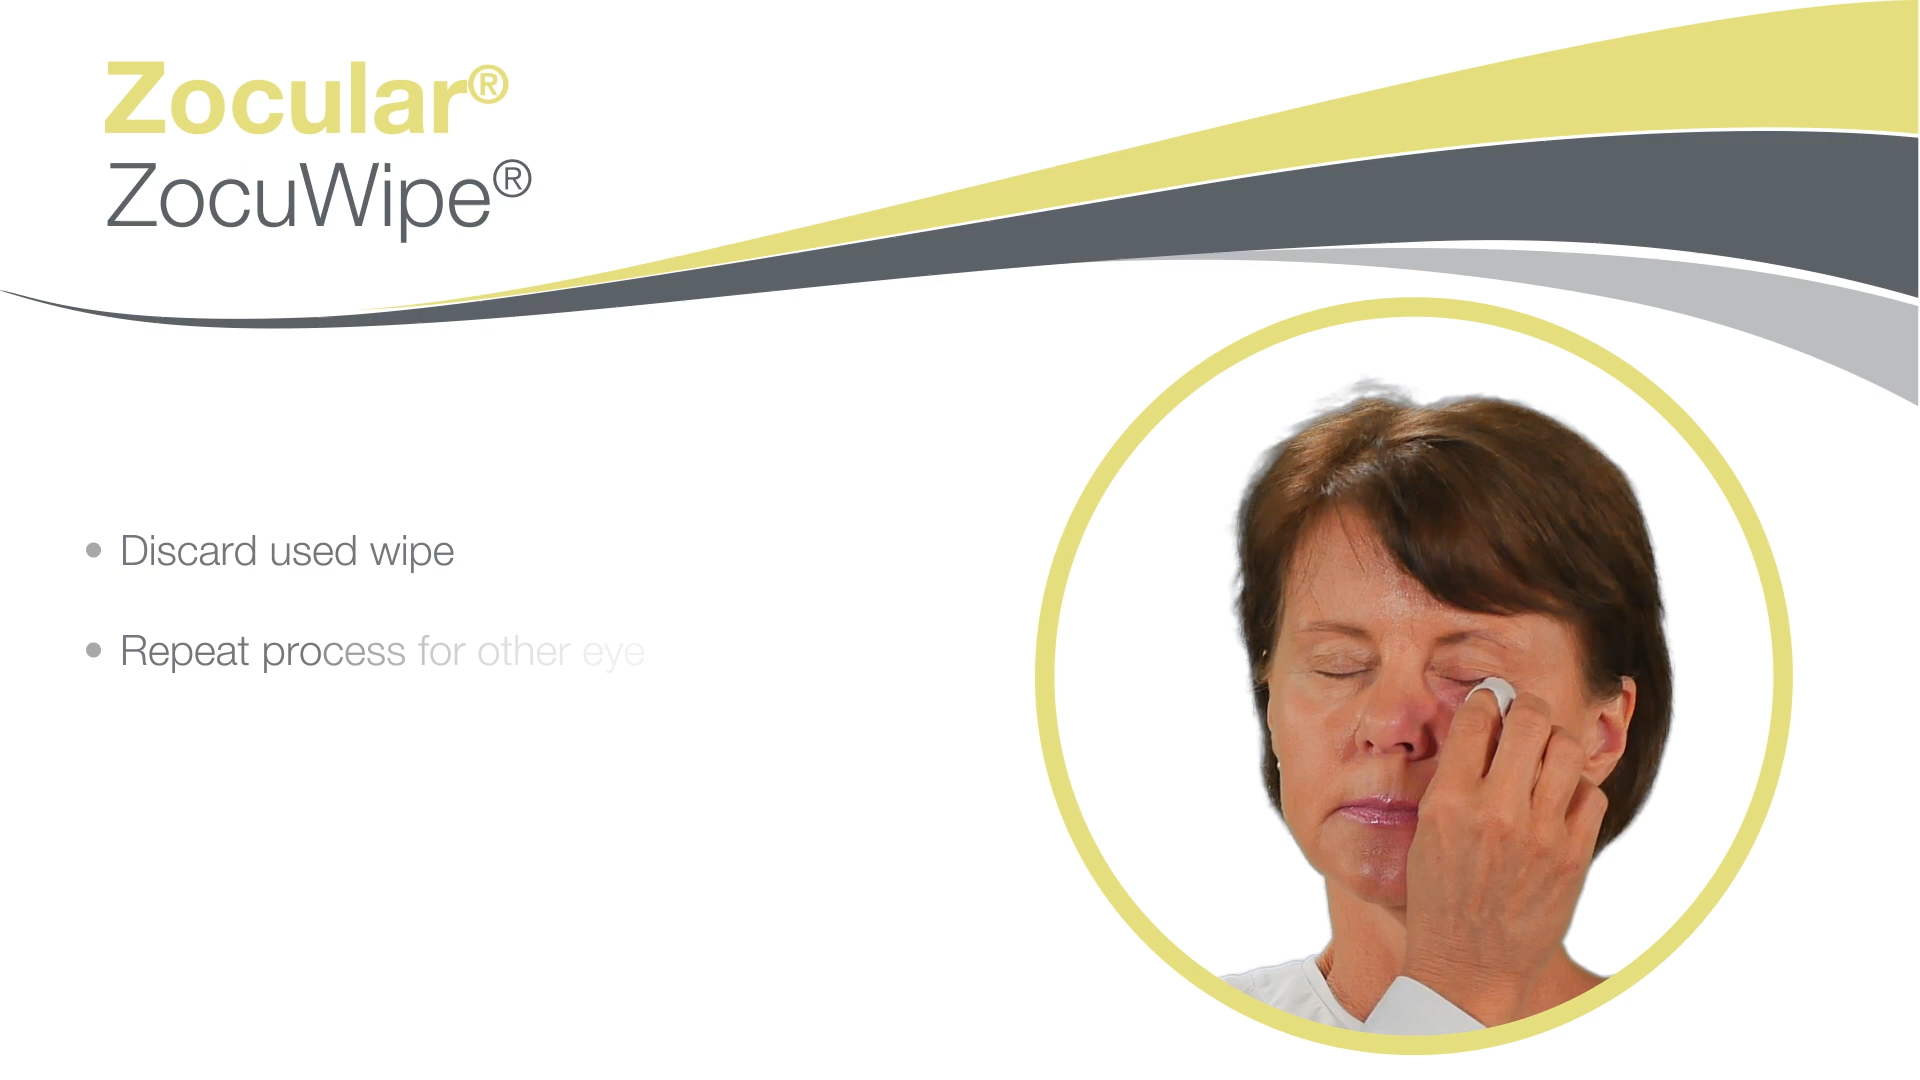 Zocular®
ZocuWipe®
• Discard used wipe
• Repeat process for other eye